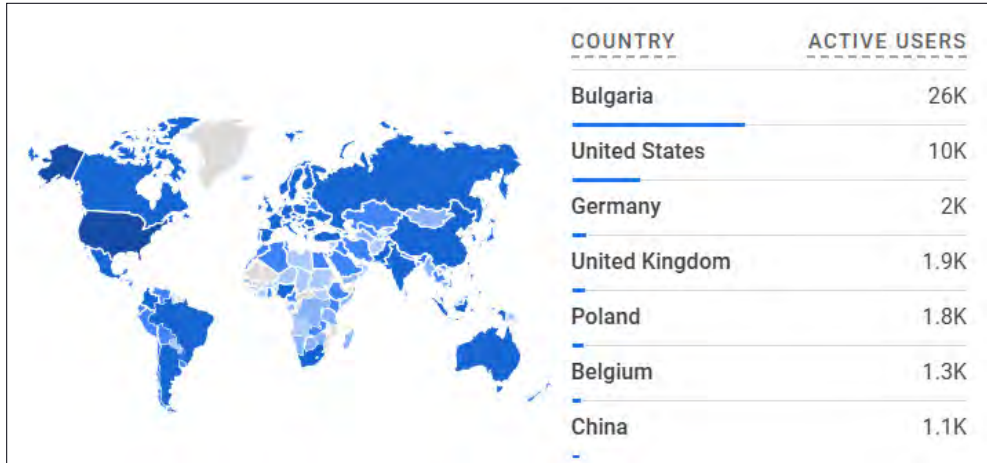 COUNTRY ACTIVE USERS
Bulgaria 26K
United States 10K
Germany 2K
United Kingdom 1.9K
Poland 1.8K
Belgium 1.3K
China 1.1K